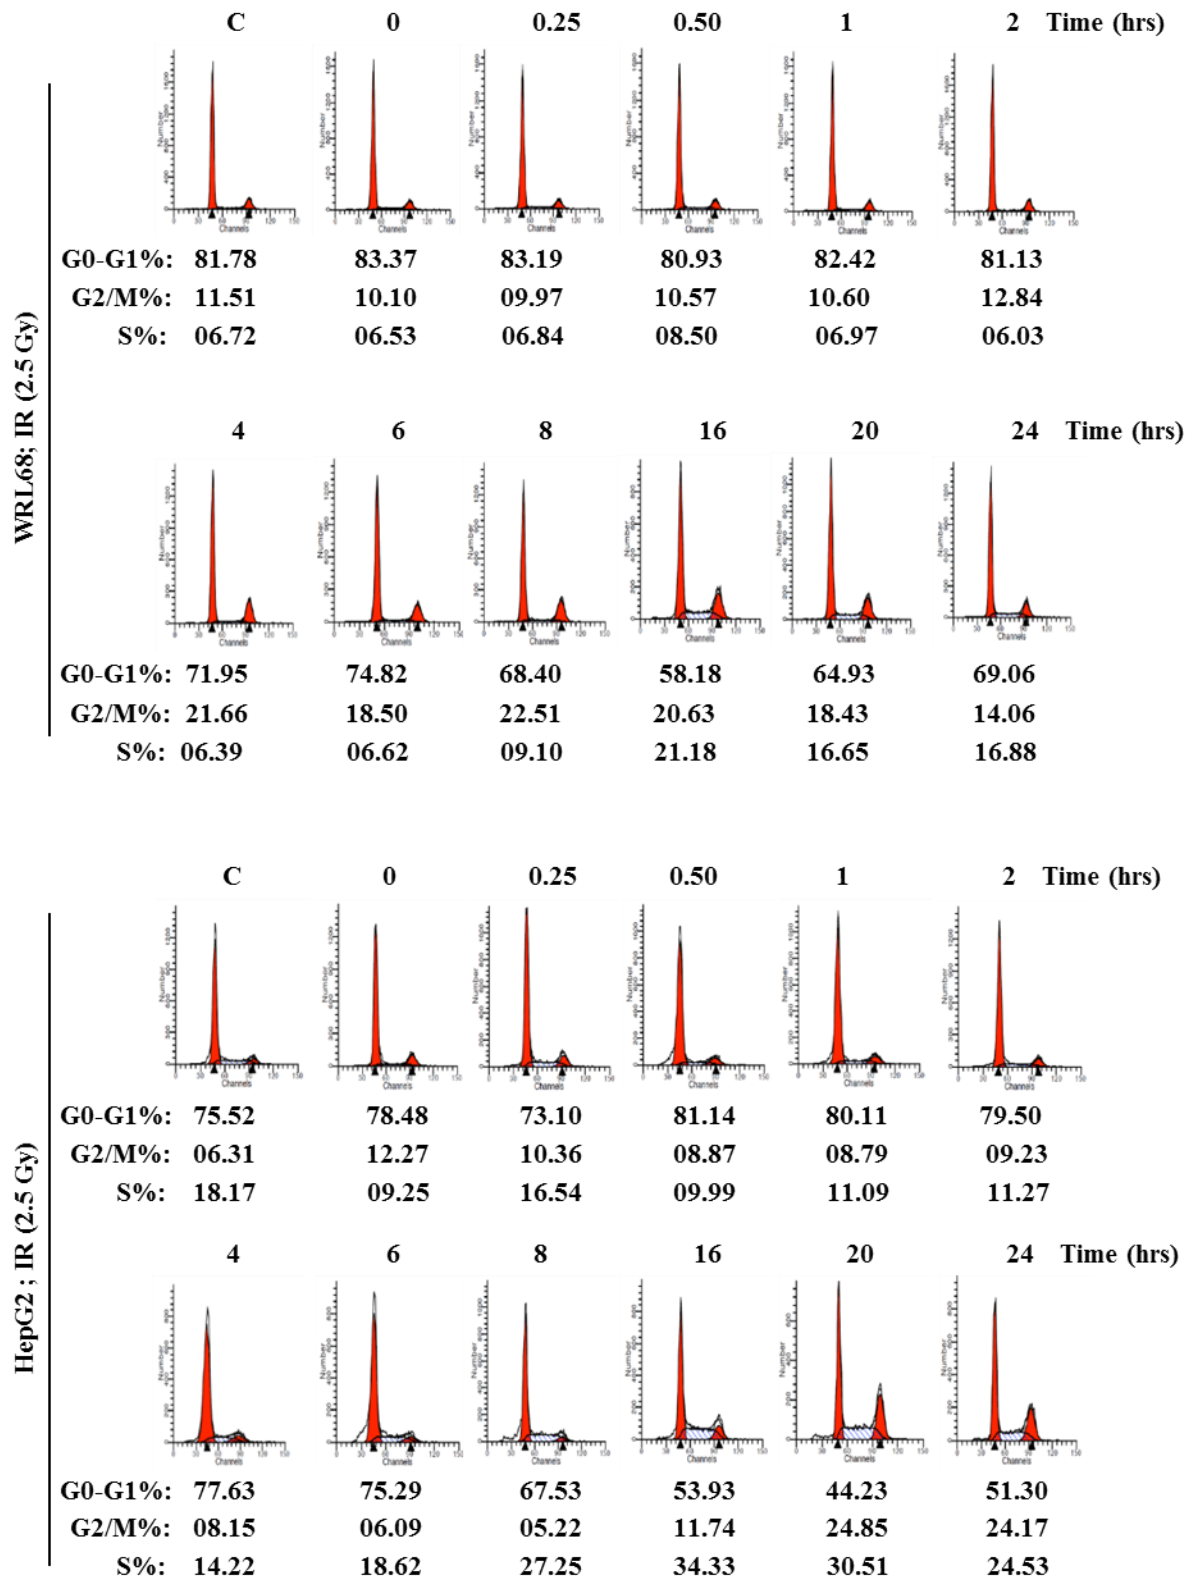 C 0 0.25 0.50 1 2 Time (hrs)
WRL68; IR (2.5 Gy)
Number
Channels
G0-G1%: 81.78 83.37 83.19 80.93 82.42 81.13
G2/M%: 11.51 10.10 09.97 10.57 10.60 12.84
S%: 06.72 06.53 06.84 08.50 06.97 06.03
4 6 8 16 20 24 Time (hrs)
Number
Channels
G0-G1%: 71.95 74.82 68.40 58.18 64.93 69.06
G2/M%: 21.66 18.50 22.51 20.63 18.43 14.06
S%: 06.39 06.62 09.10 21.18 16.65 16.88
C 0 0.25 0.50 1 2 Time (hrs)
HepG2 ; IR (2.5 Gy)
Number
Channels
G0-G1%: 75.52 78.48 73.10 81.14 80.11 79.50
G2/M%: 06.31 12.27 10.36 08.87 08.79 09.23
S%: 18.17 09.25 16.54 09.99 11.09 11.27
4 6 8 16 20 24 Time (hrs)
Number
Channels
G0-G1%: 77.63 75.29 67.53 53.93 44.23 51.30
G2/M%: 08.15 06.09 05.22 11.74 24.85 24.17
S%: 14.22 18.62 27.25 34.33 30.51 24.53